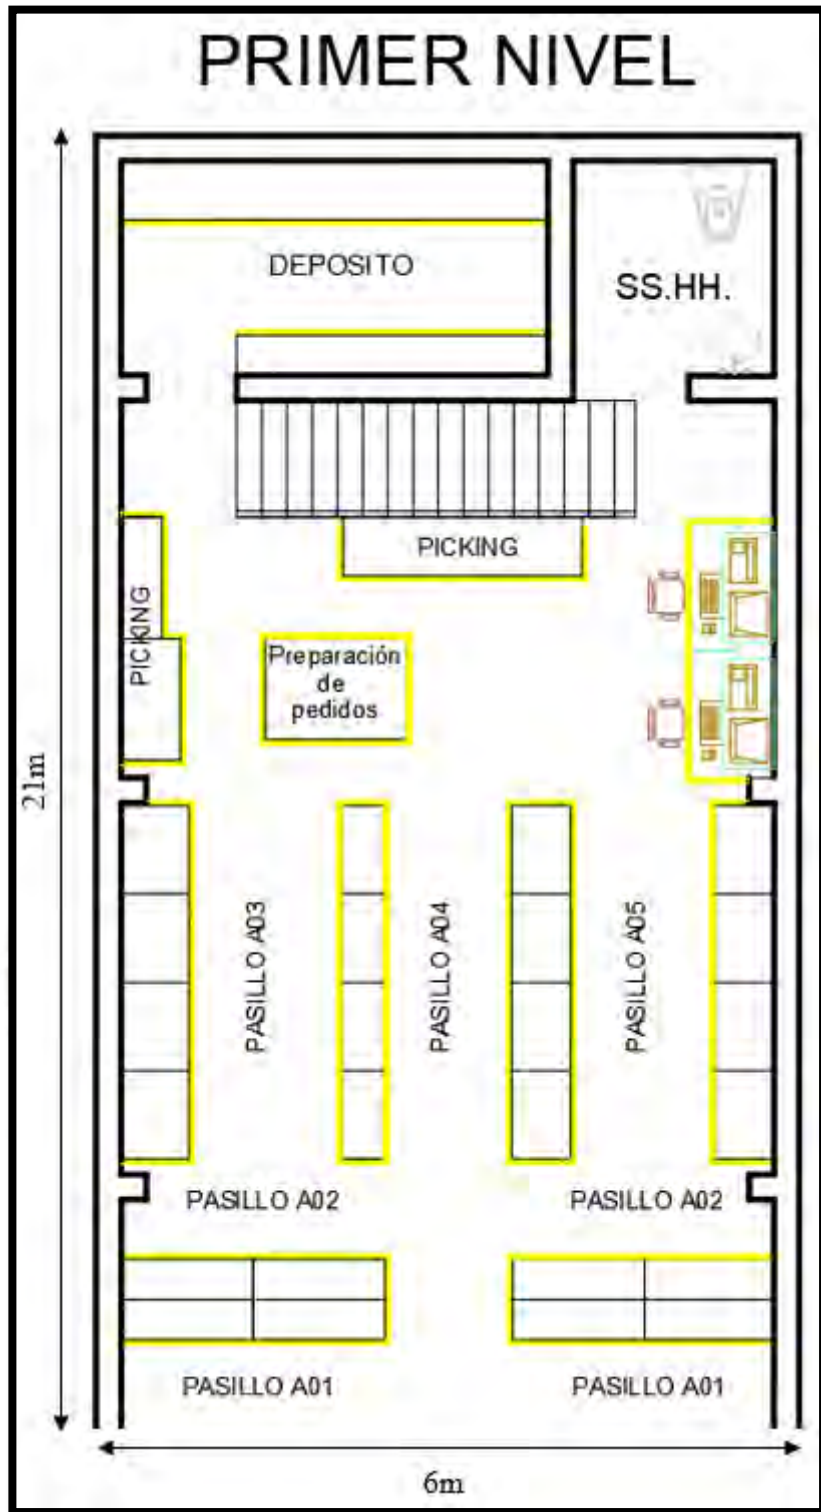 PRIMER NIVEL
DEPOSITO
SS.HH.
PICKING
PICKING
Preparación
de
pedidos
21m
PASILLO A03
PASILLO A04
PASILLO A05
PASILLO A02
PASILLO A02
PASILLO A01
PASILLO A01
6m